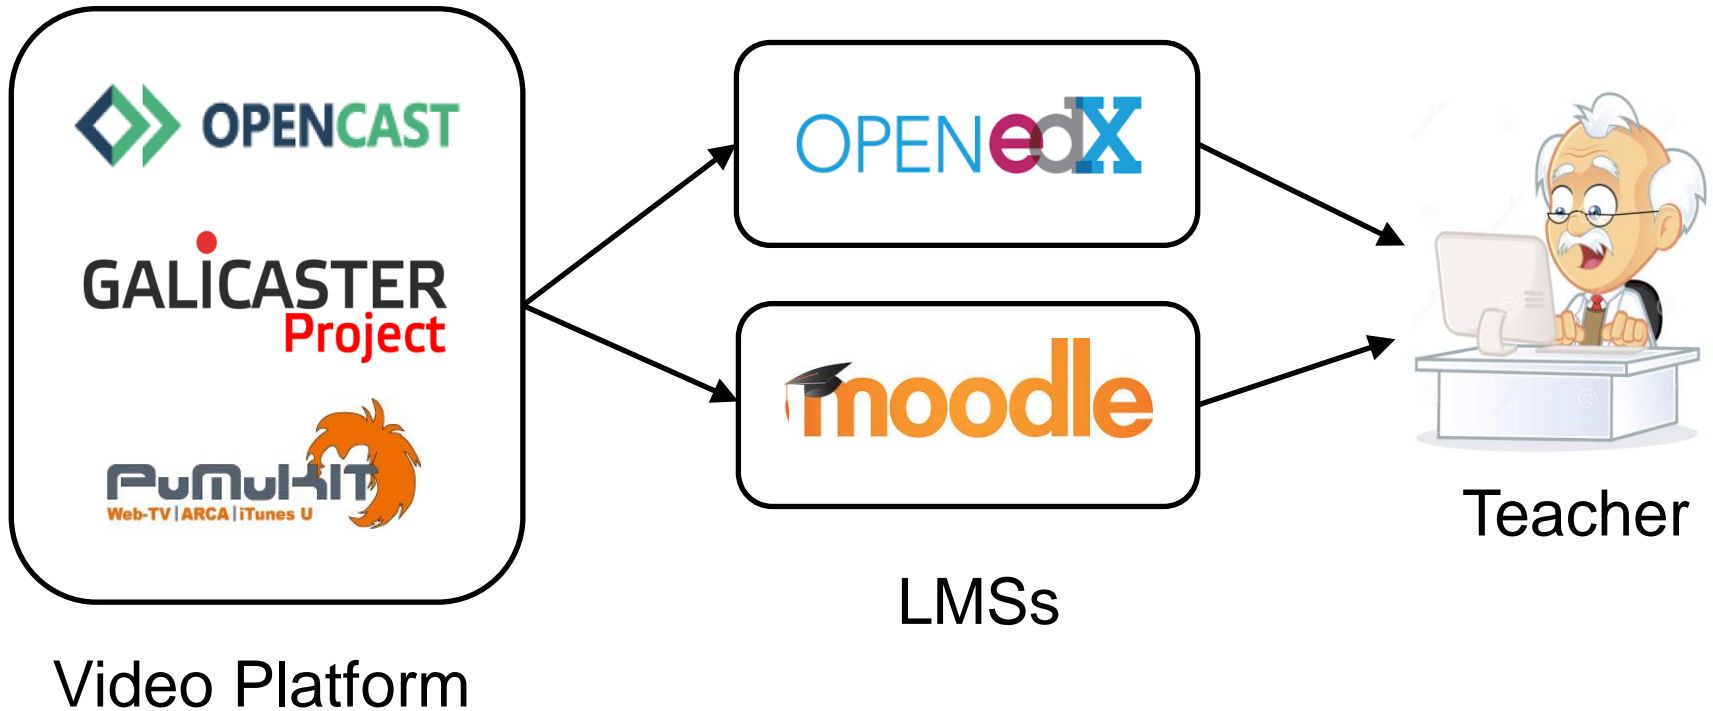 OPENCAST
GALICASTER
Project
PuMuKIT
Web-TV|ARCA|iTunes U
Video Platform
OPENedX
moodle
LMSs
Teacher